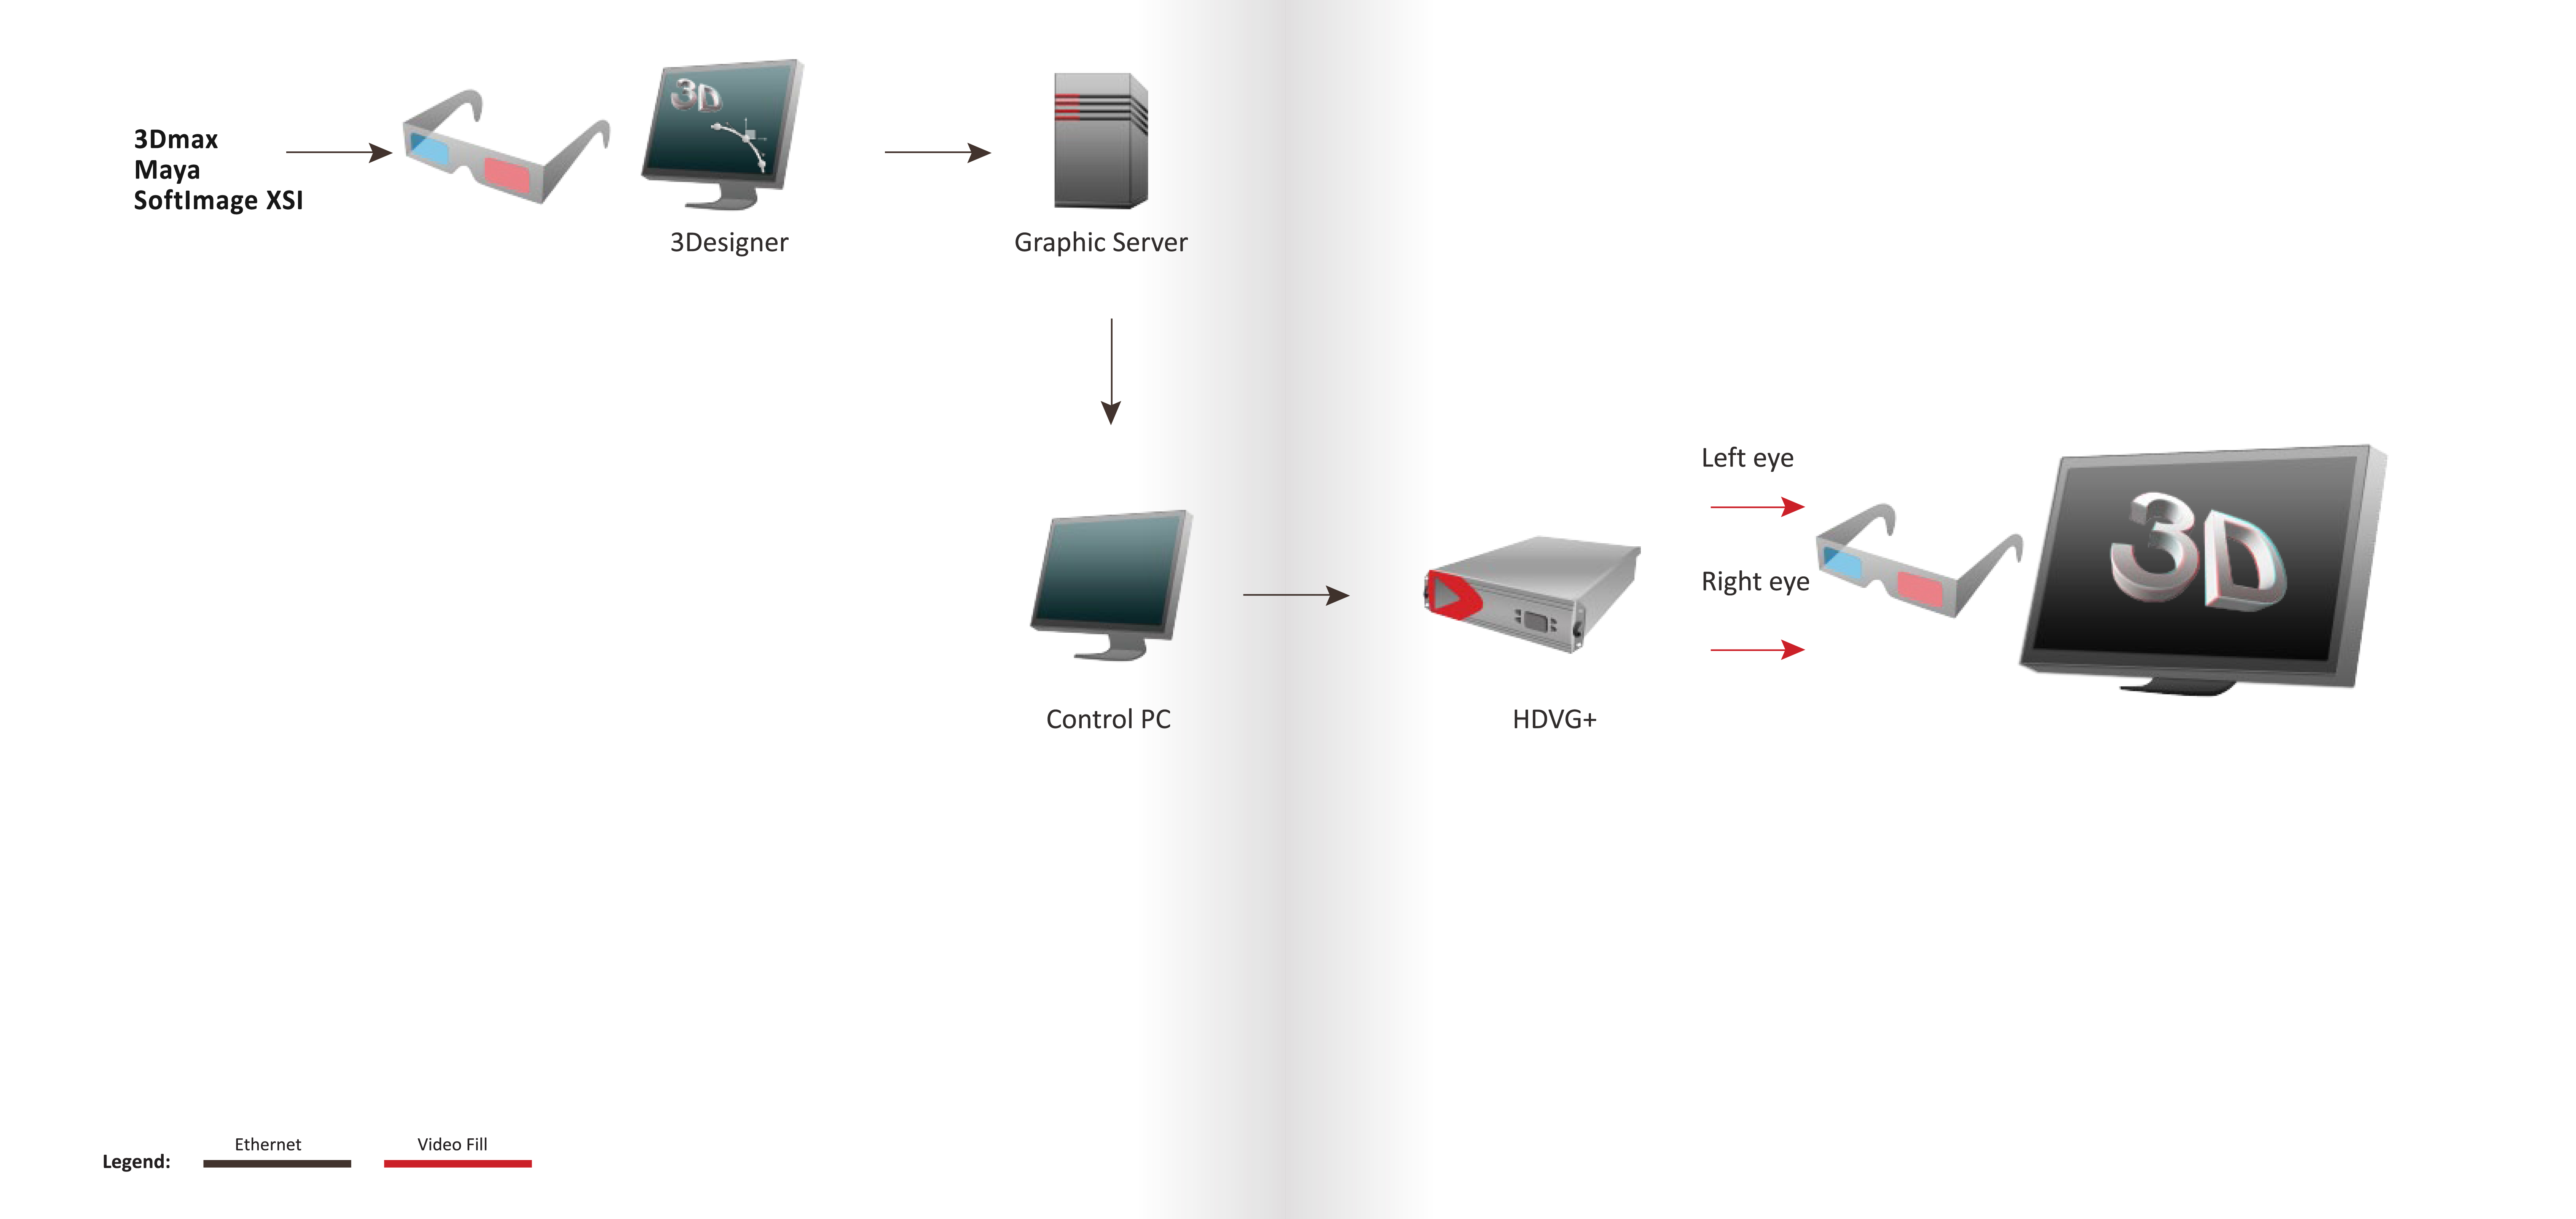 3Dmax
Maya
SoftImage XSI
3D
3Designer
Graphic Server
Left eye
Right eye
3D
Control PC
HDVG+
Legend:
Ethernet
Video Fill